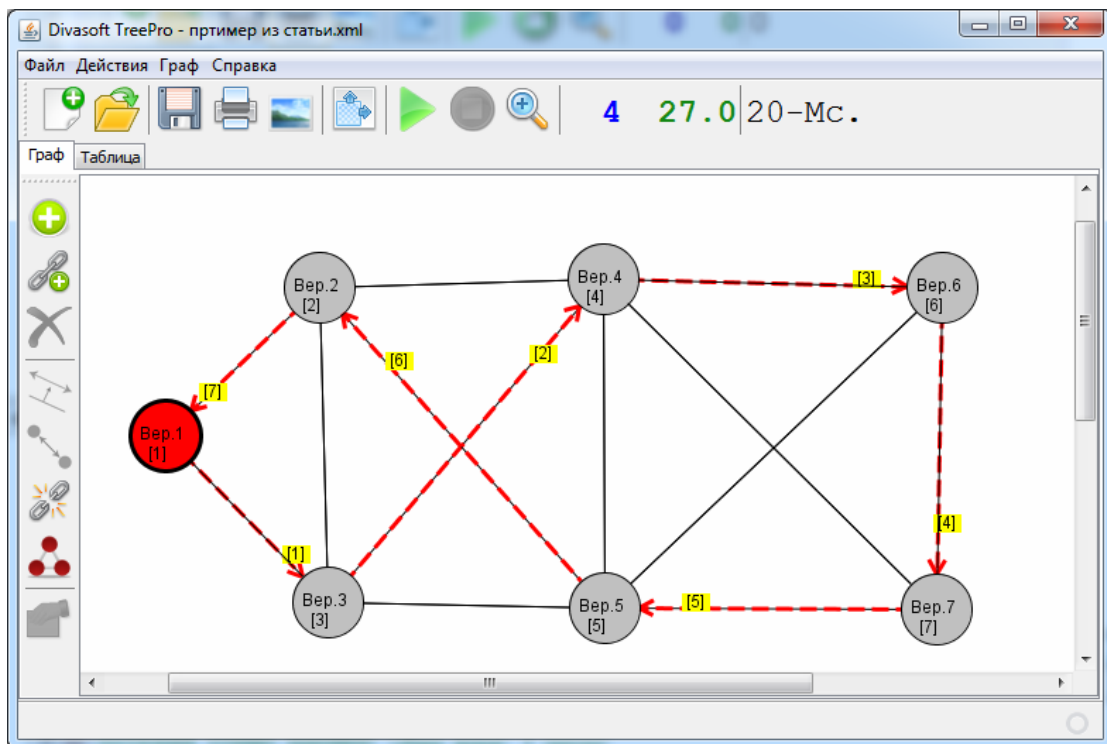 Divasoft TreePro - пртимер из статьи.xml
Файл Действия Граф Справка
4 27.0 20-Мс.
Граф Таблица
Вер.2
[2]
Вер.4
[4]
[3]
Вер.6
[6]
[6]
[2]
[7]
Вер.1
[1]
[1]
[4]
Вер.3
[3]
Вер.5
[5]
[5]
Вер.7
[7]